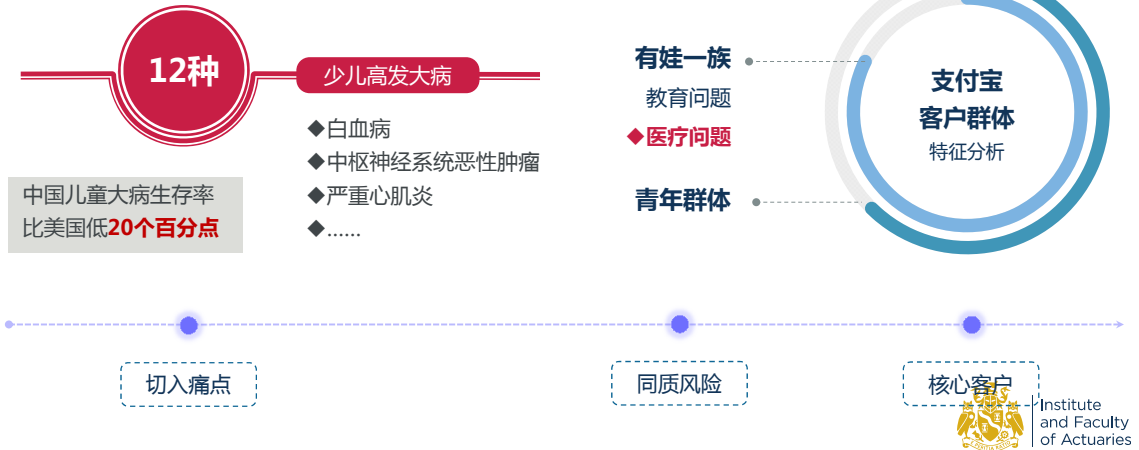 12种
少儿高发大病
◆白血病
◆中枢神经系统恶性肿瘤
◆严重心肌炎
◆......
中国儿童大病生存率
比美国低20个百分点
有娃一族
教育问题
◆医疗问题
青年群体
支付宝
客户群体
特征分析
切入痛点
同质风险
核心客户
Institute
and Faculty
of Actuaries